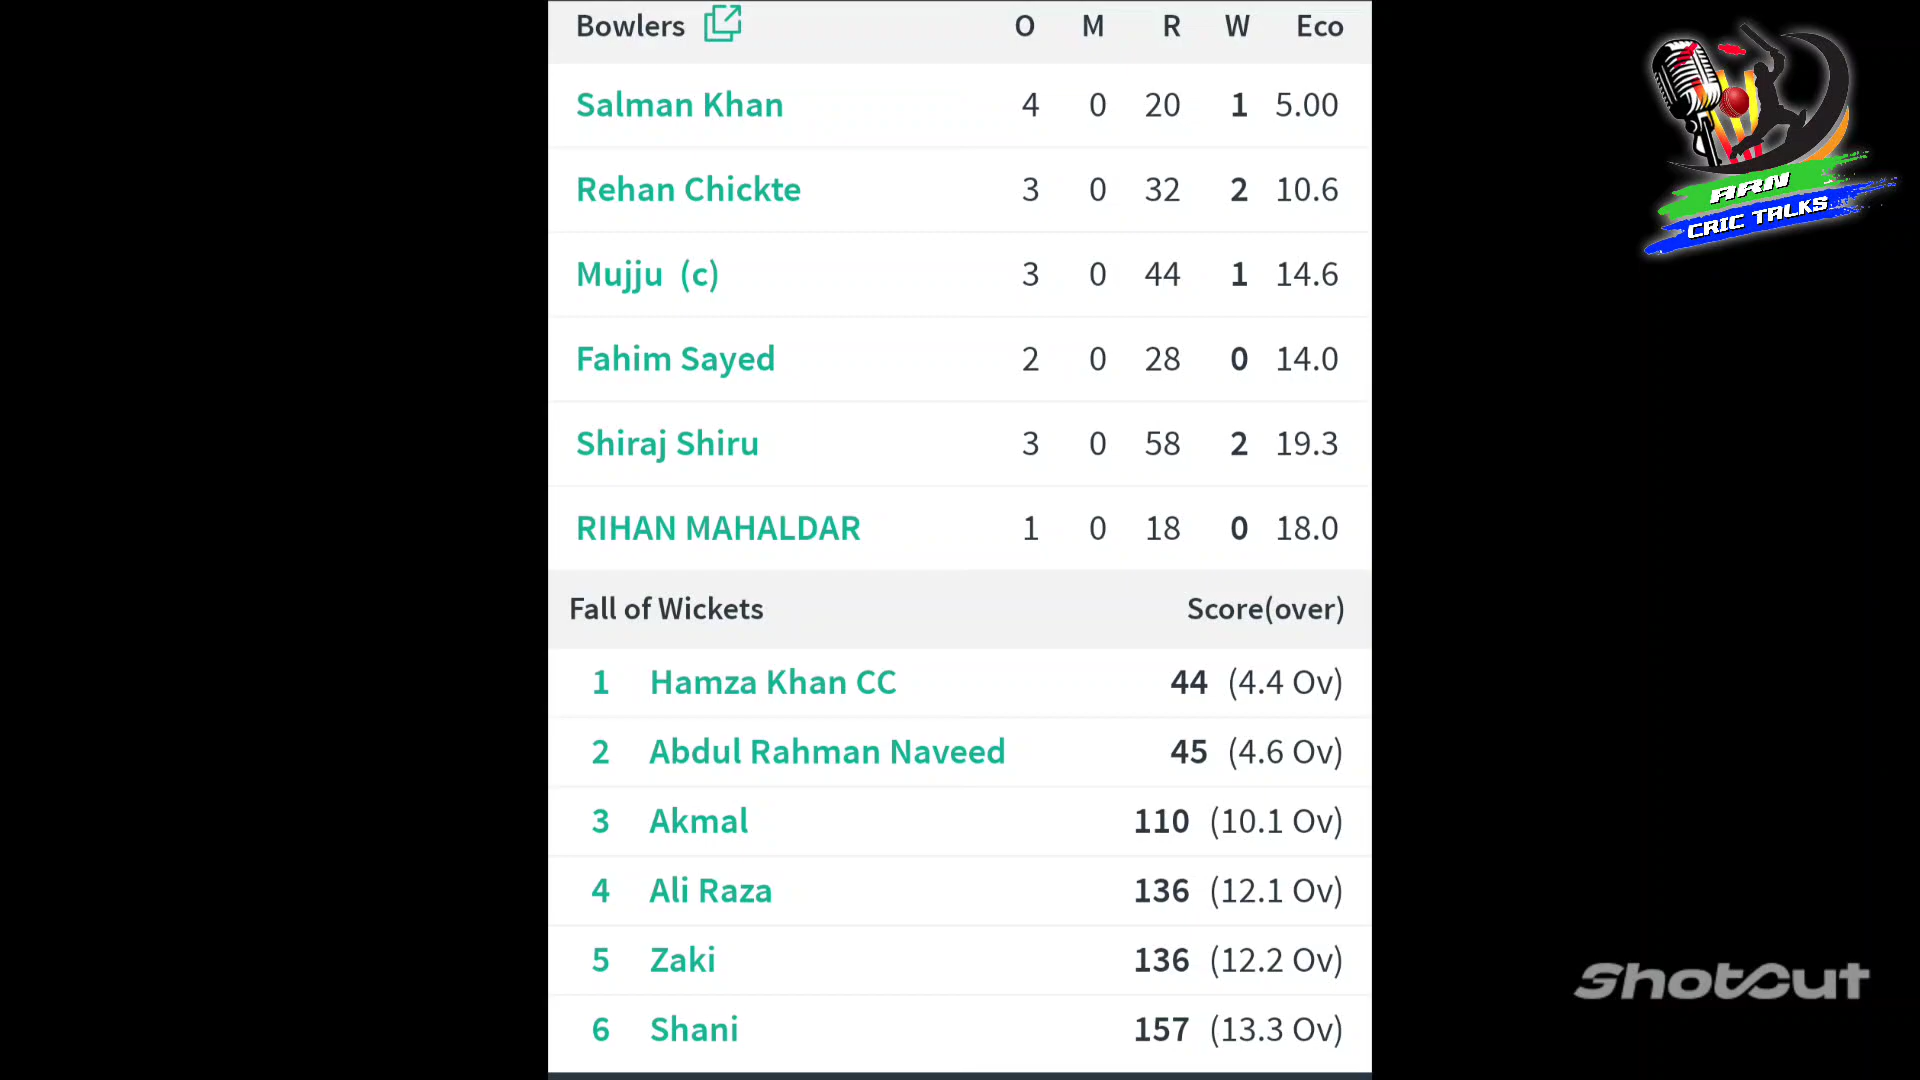 Bowlers O M R W Eco
Salman Khan 4 0 20 1 5.00
Rehan Chickte 3 0 32 2 10.6
Mujju (c) 3 0 44 1 14.6
Fahim Sayed 2 0 28 0 14.0
Shiraj Shiru 3 0 58 2 19.3
RIHAN MAHALDAR 1 0 18 0 18.0
Fall of Wickets Score(over)
1 Hamza Khan CC 44 (4.4 Ov)
2 Abdul Rahman Naveed 45 (4.6 Ov)
3 Akmal 110 (10.1 Ov)
4 Ali Raza 136 (12.1 Ov)
5 Zaki 136 (12.2 Ov)
6 Shani 157 (13.3 Ov)
ARN
CRIC TALKS
ShotCut